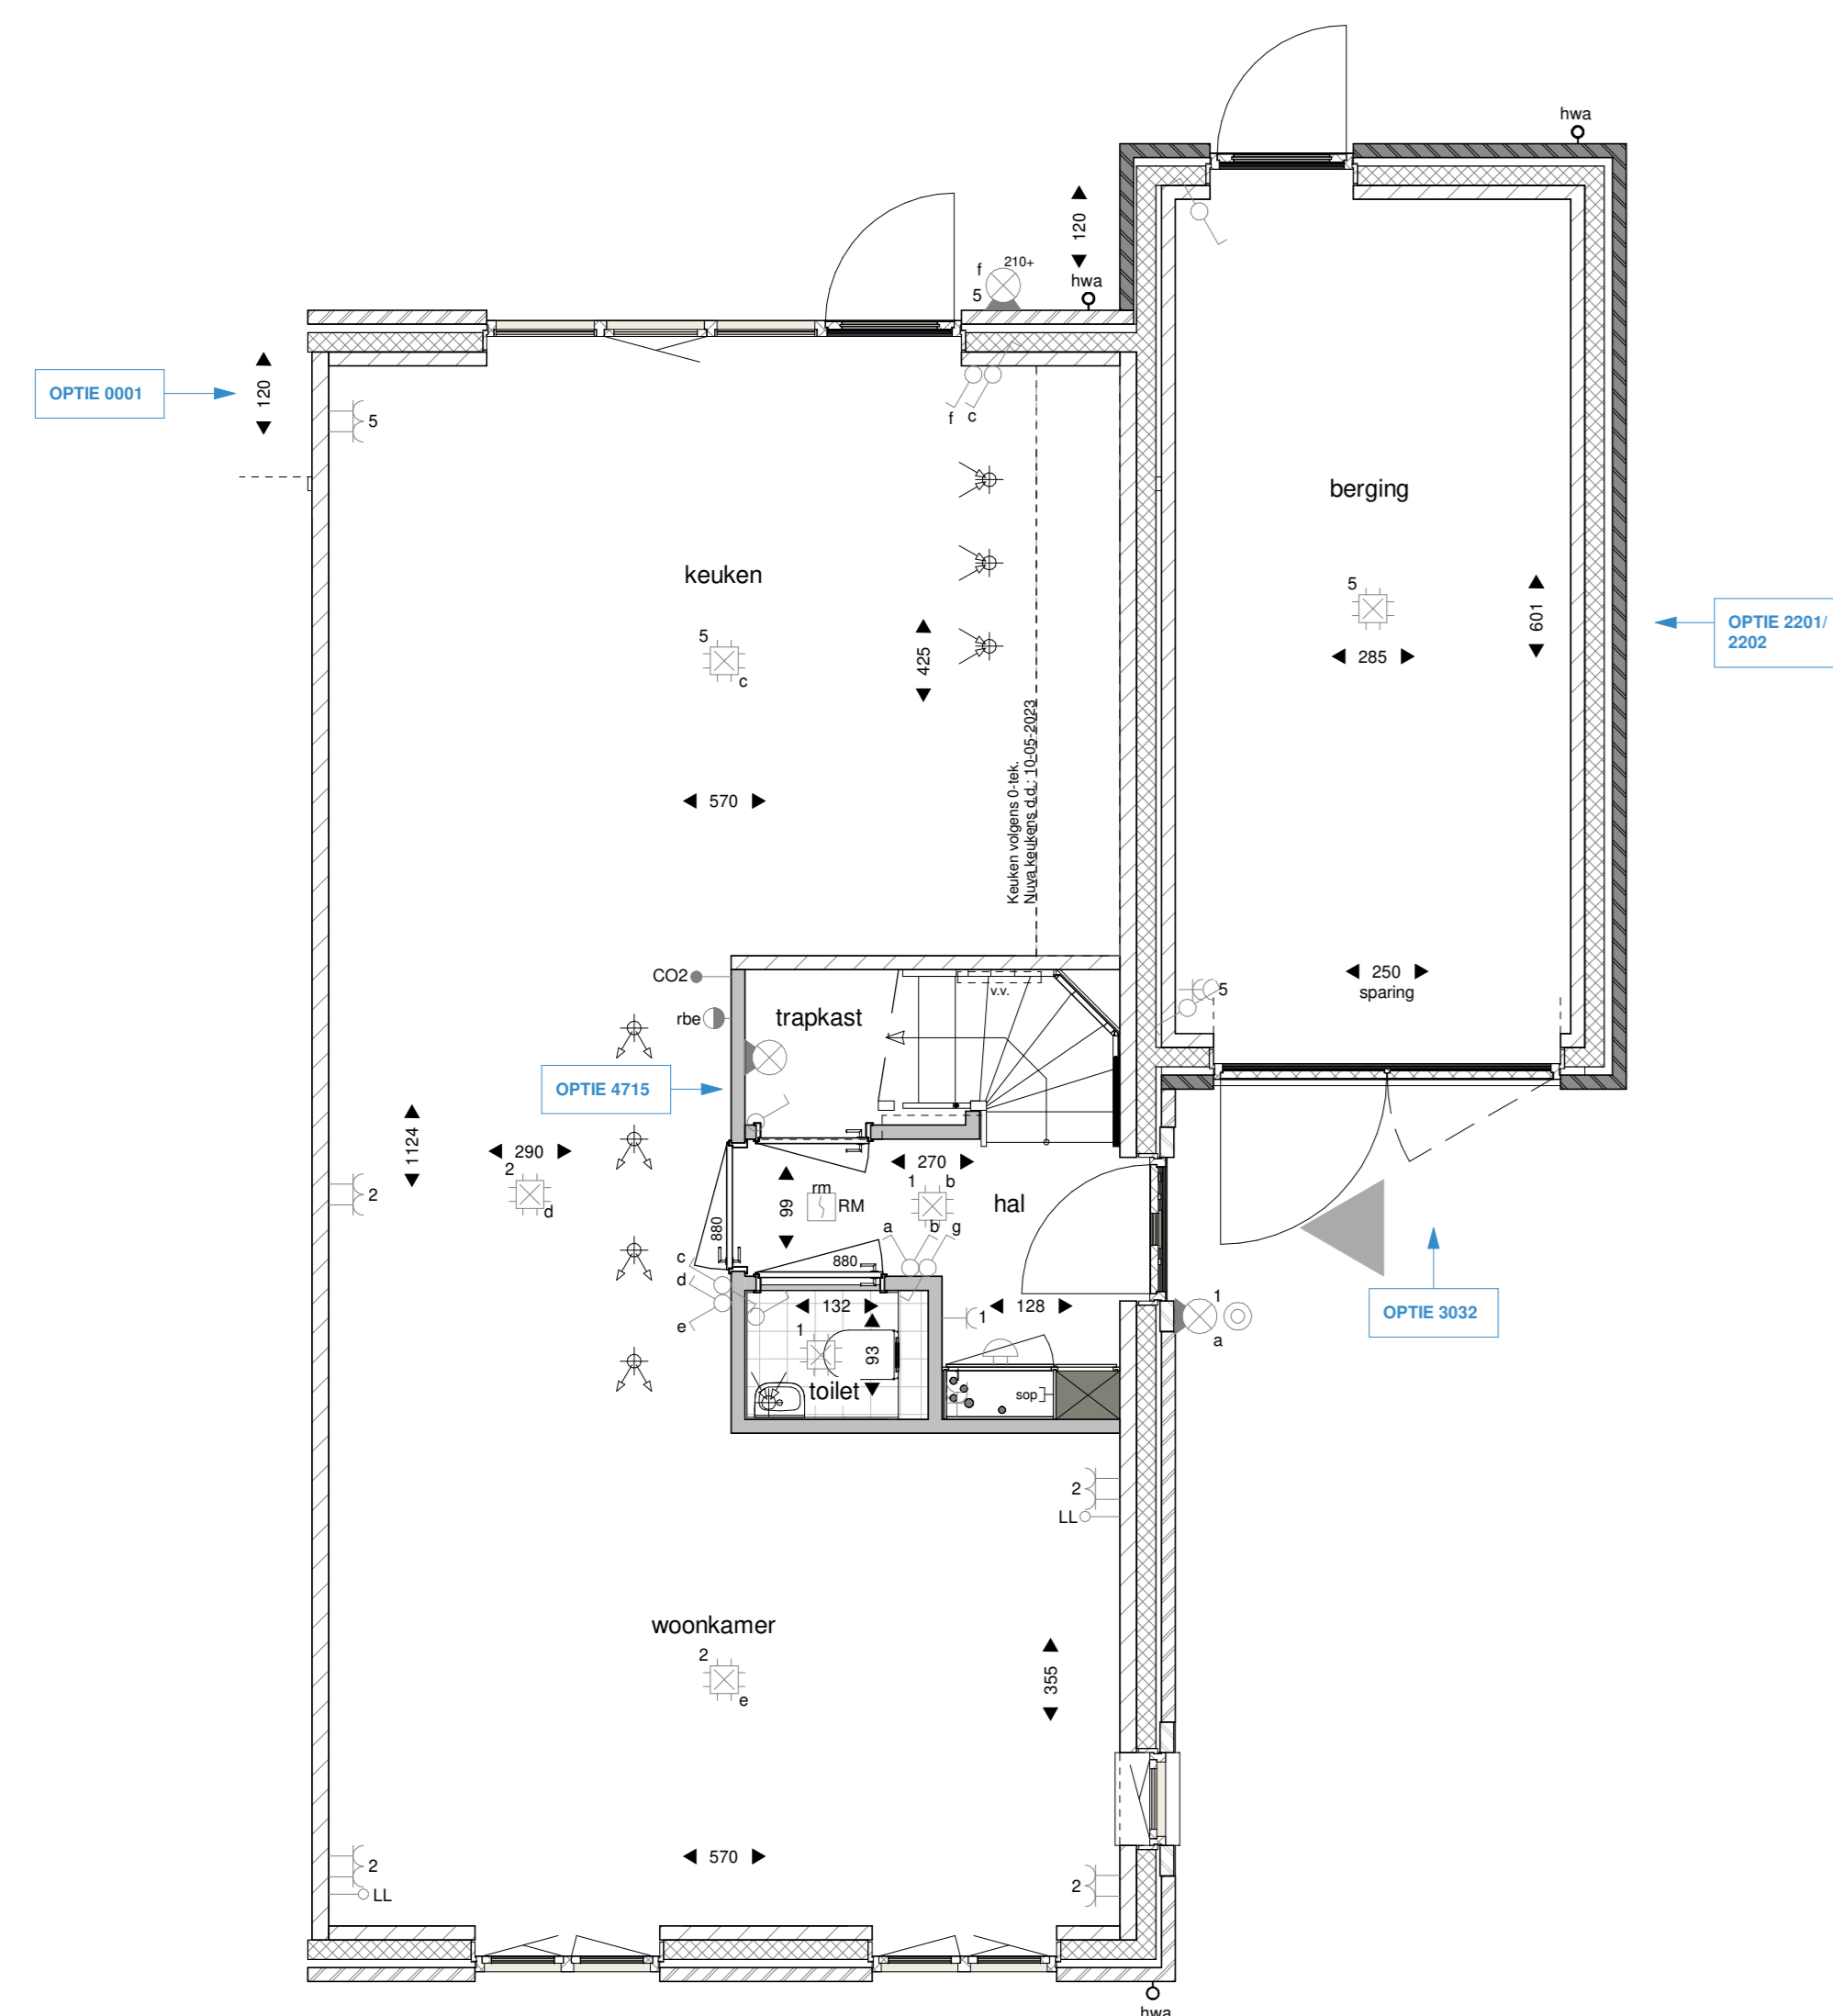 hwa
120
hwa
f
210+
5
OPTIE 0001
120
5
f
c
berging
keuken
5
c
425
5
285
601
OPTIE 2201/
2202
Keuken volgens 0-tek.
Nuva keukens d.d.: 10-05-2023
570
CO2
rbe
trapkast
v.v.
250
sparing
5
OPTIE 4715
1124
290
2
d
2
270
1
b
hal
rm
RM
99
880
880
a
b
g
c
d
e
132
1
93
toilet
128
1
sop
1
a
OPTIE 3032
2
LL
woonkamer
2
e
355
570
2
LL
2
hwa